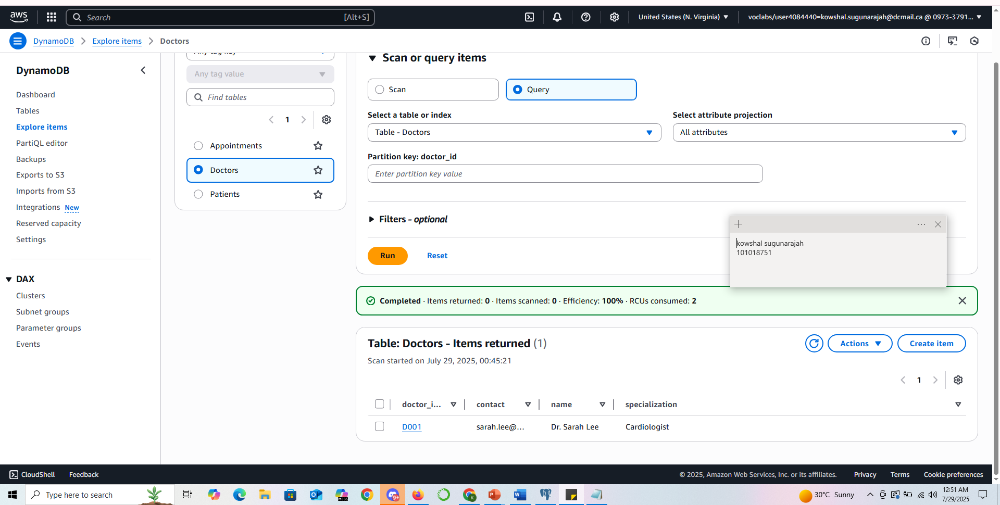 aws
Search
[Alt+S]
United States (N. Virginia)
voclabs/user4084440=kowshal.sugunarajah@dcmail.ca @ 0973-3791...
DynamoDB
Explore items
Doctors
DynamoDB
Dashboard
Tables
Explore items
PartiQL editor
Backups
Exports to S3
Imports from S3
Integrations New
Reserved capacity
Settings
DAX
Clusters
Subnet groups
Parameter groups
Events
Any tag key
Any tag value
Find tables
1
Appointments
Doctors
Patients
Scan or query items
Scan
Query
Select a table or index
Table - Doctors
Select attribute projection
All attributes
Partition key: doctor_id
Enter partition key value
Filters - optional
Run
Reset
kowshal sugunarajah
101018751
Completed · Items returned: 0 · Items scanned: 0 · Efficiency: 100% · RCUs consumed: 2
Table: Doctors - Items returned (1)
Scan started on July 29, 2025, 00:45:21
Actions
Create item
1
doctor_i... contact name specialization
D001 sarah.lee@... Dr. Sarah Lee Cardiologist
CloudShell
Feedback
© 2025, Amazon Web Services, Inc. or its affiliates.
Privacy
Terms
Cookie preferences
Type here to search
M365
9+
K
30°C Sunny
12:51 AM
7/29/2025